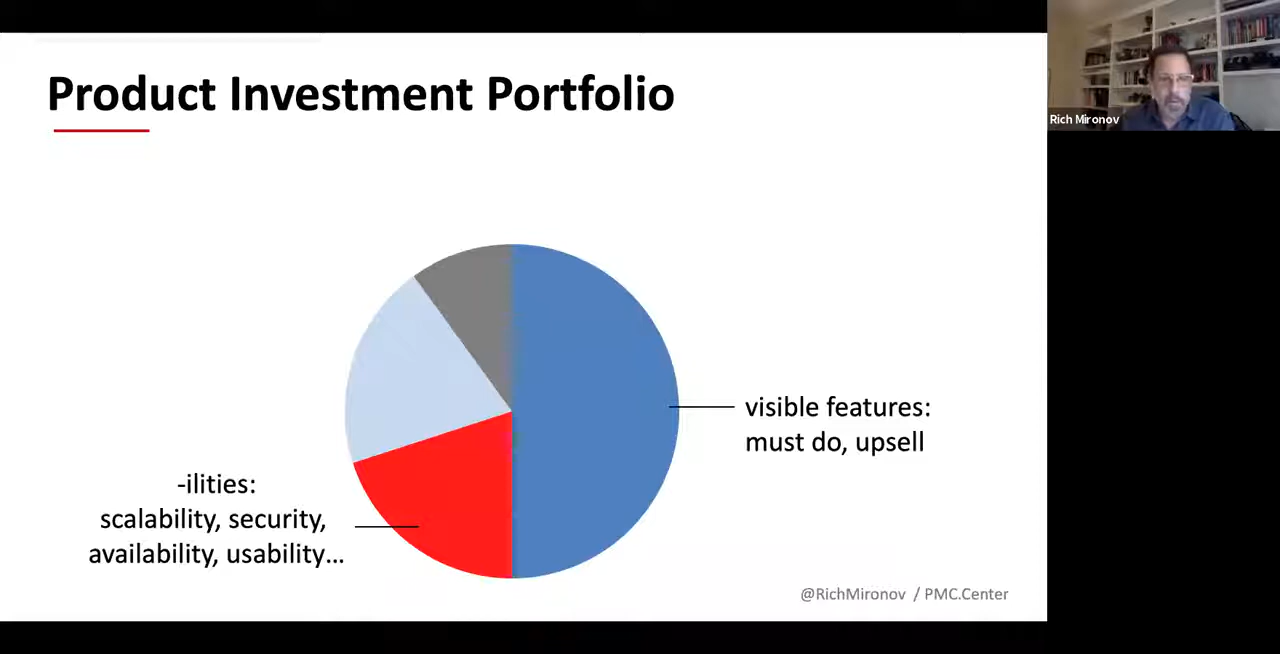 Product Investment Portfolio
Rich Mironov
visible features:
must do, upsell
-ilities:
scalability, security,
availability, usability…
@RichMironov / PMC.Center